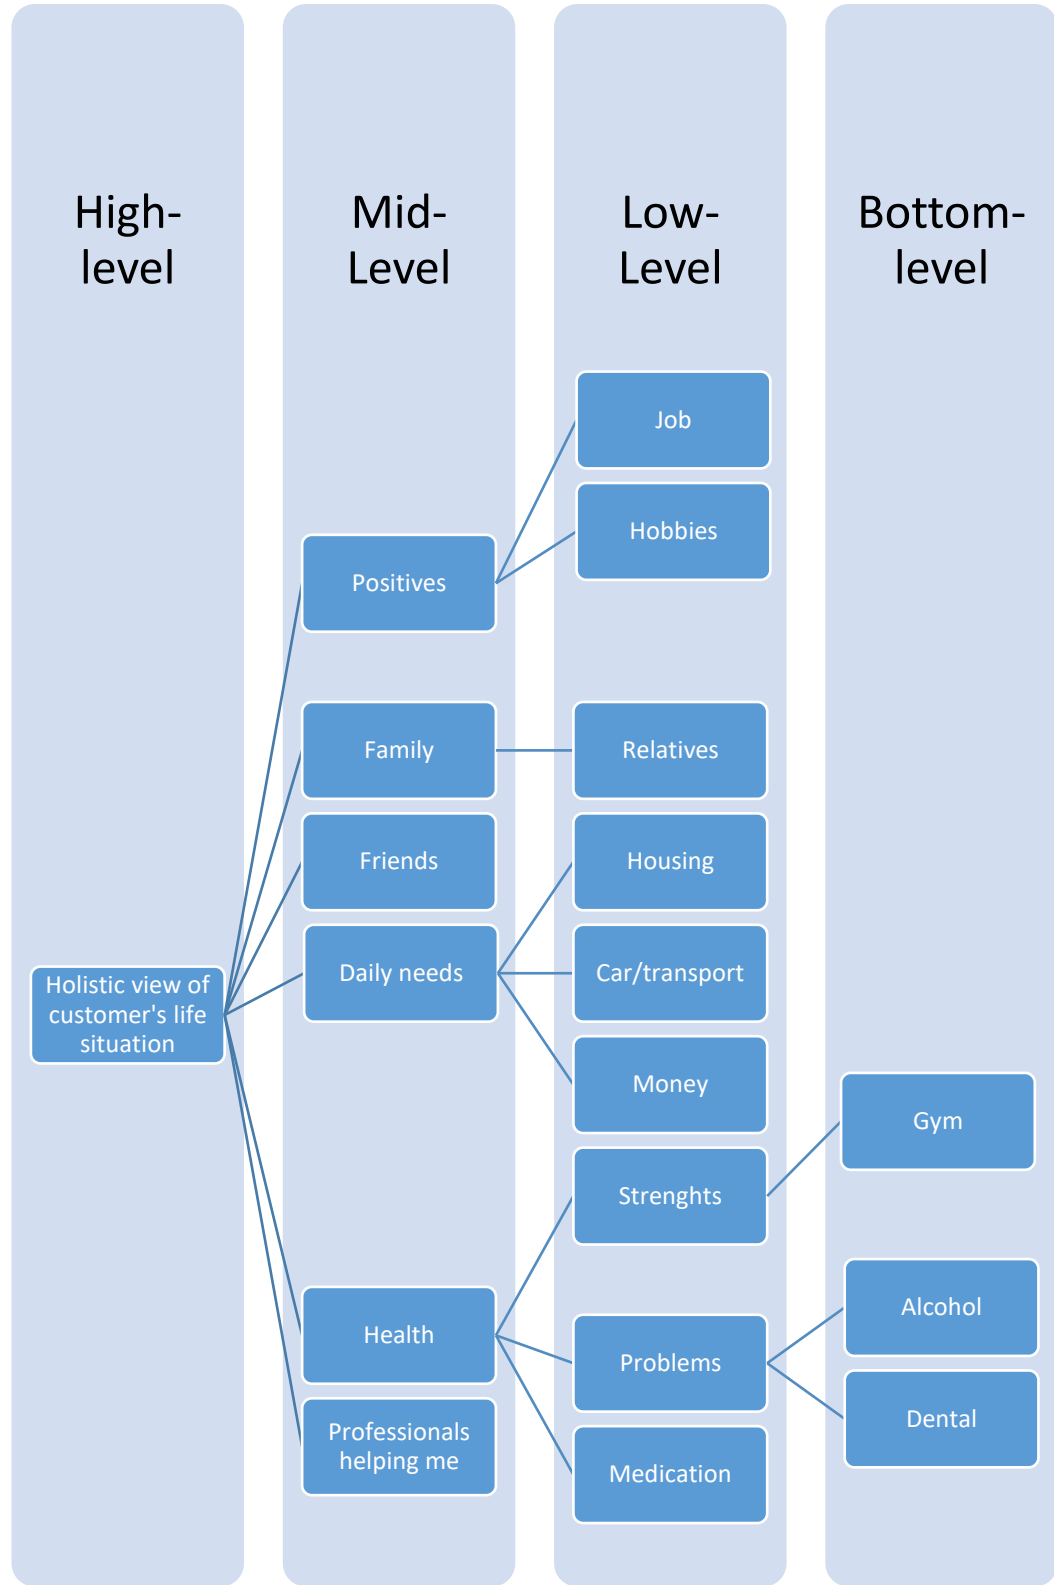 High-
level
Mid-
Level
Low-
Level
Bottom-
level
Job
Hobbies
Positives
Family
Relatives
Friends
Housing
Holistic view of
customer's life
situation
Daily needs
Car/transport
Money
Gym
Strenghts
Health
Alcohol
Problems
Dental
Professionals
helping me
Medication